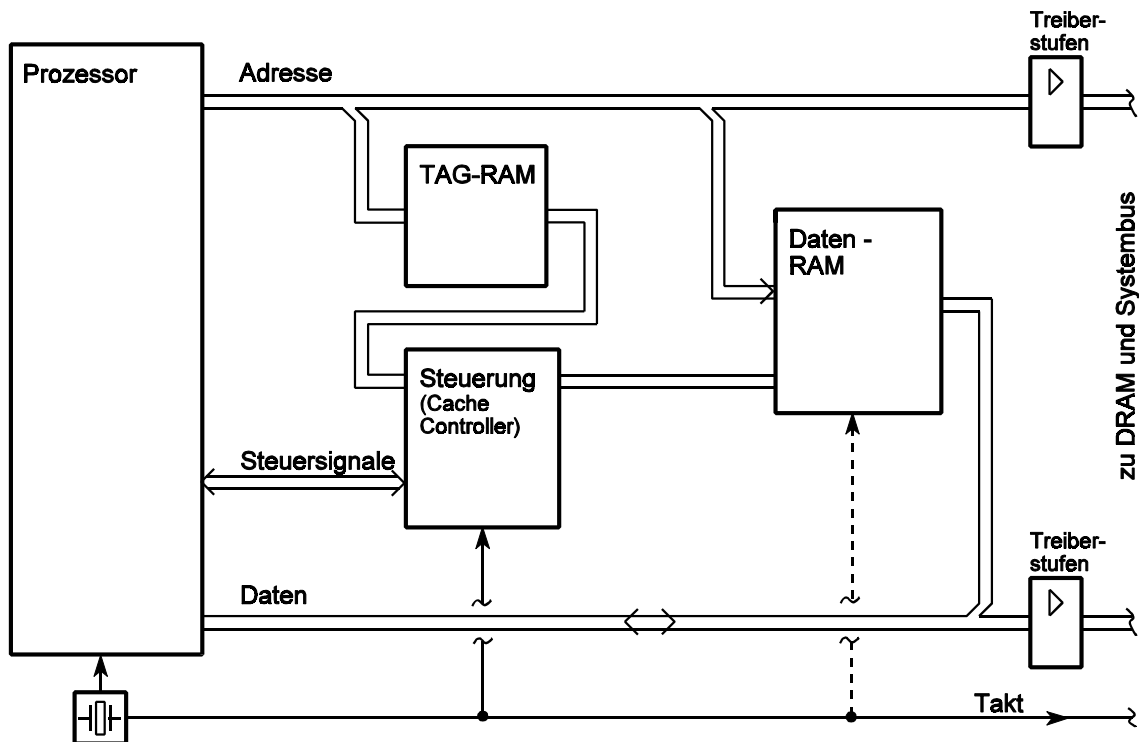 Treiber-
stufen
Prozessor
Adresse
TAG-RAM
Daten -
RAM
zu DRAM und Systembus
Steuerung
(Cache
Controller)
Steuersignale
Treiber-
stufen
Daten
Takt